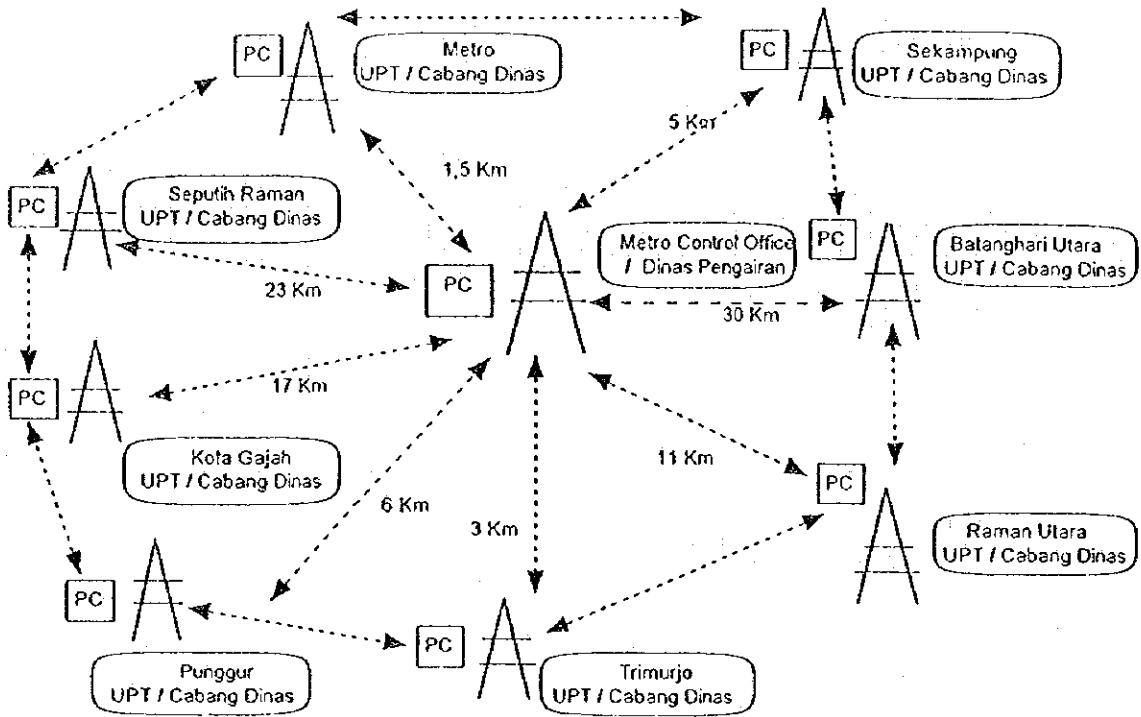 PC
Metro
UPT / Cabang Dinas
PC
Sekampung
UPT / Cabang Dinas
5 Km
1,5 Km
PC
Seputih Raman
UPT / Cabang Dinas
PC
Metro Control Office
/ Dinas Pengairan
PC
Batanghari Utara
UPT / Cabang Dinas
23 Km
30 Km
PC
17 Km
Kota Gajah
UPT / Cabang Dinas
11 Km
PC
6 Km
3 Km
Raman Utara
UPT / Cabang Dinas
PC
PC
Punggur
UPT / Cabang Dinas
Trimurjo
UPT / Cabang Dinas